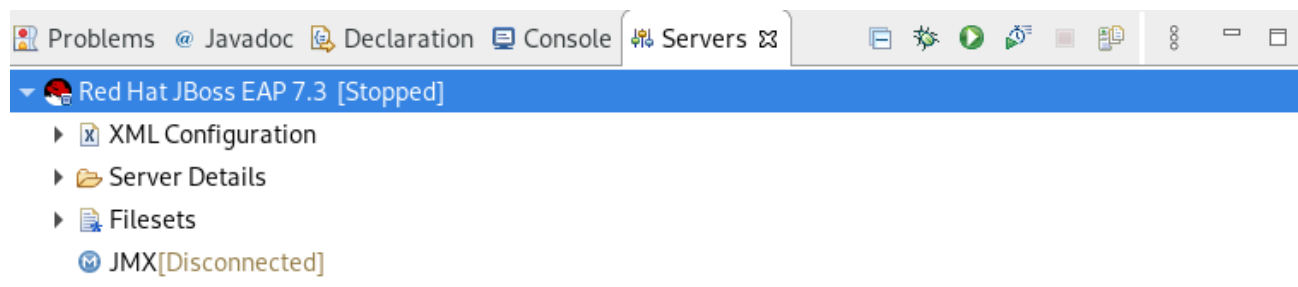 Problems @ Javadoc Declaration Console Servers
Red Hat JBoss EAP 7.3 [Stopped]
XML Configuration
Server Details
Filesets
JMX[Disconnected]